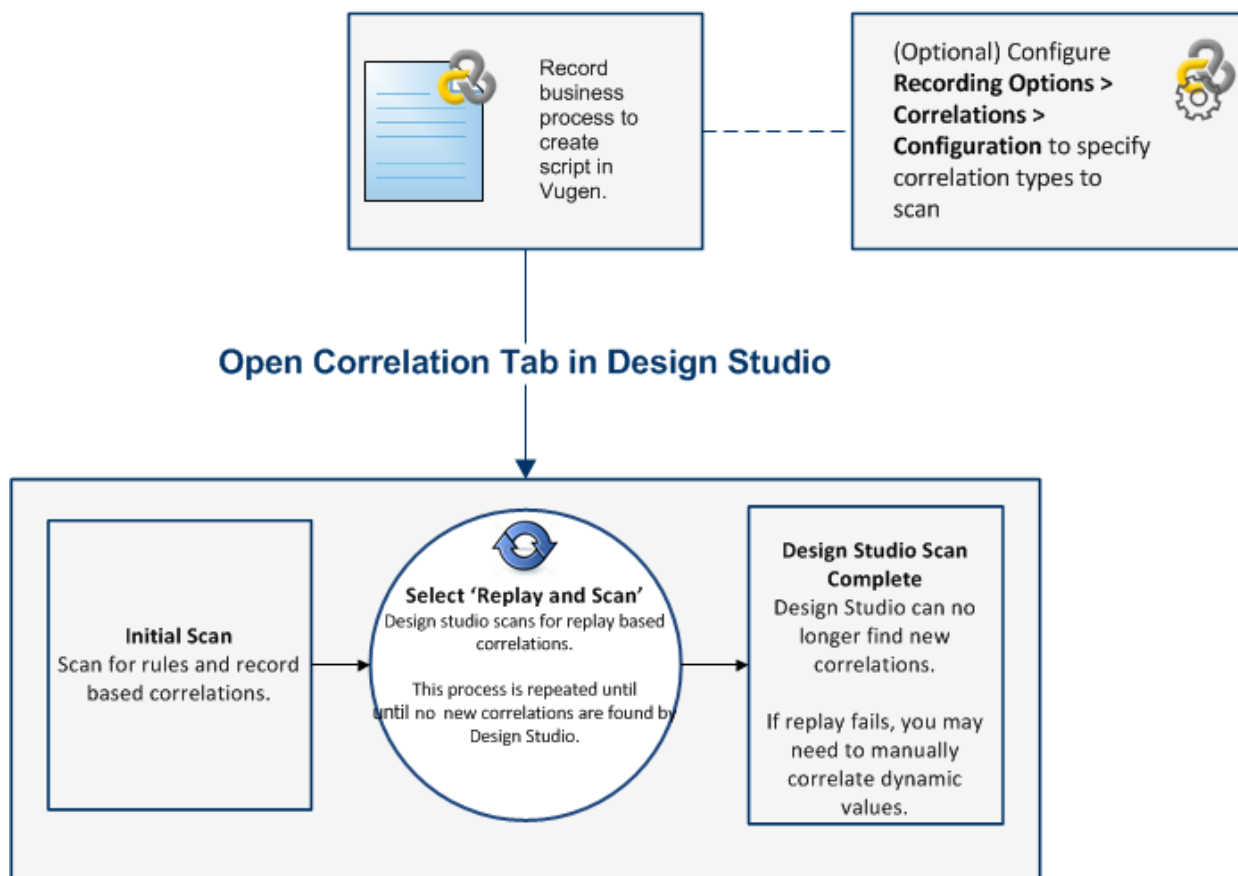 Record
business
process to
create
script in
Vugen.
(Optional) Configure
Recording Options >
Correlations >
Configuration to specify
correlation types to
scan
Open Correlation Tab in Design Studio
Initial Scan
Scan for rules and record
based correlations.
Select ‘Replay and Scan’
Design studio scans for replay based
correlations.
This process is repeated until
until no new correlations are found by
Design Studio.
Design Studio Scan
Complete
Design Studio can no
longer find new
correlations.
If replay fails, you may
need to manually
correlate dynamic
values.